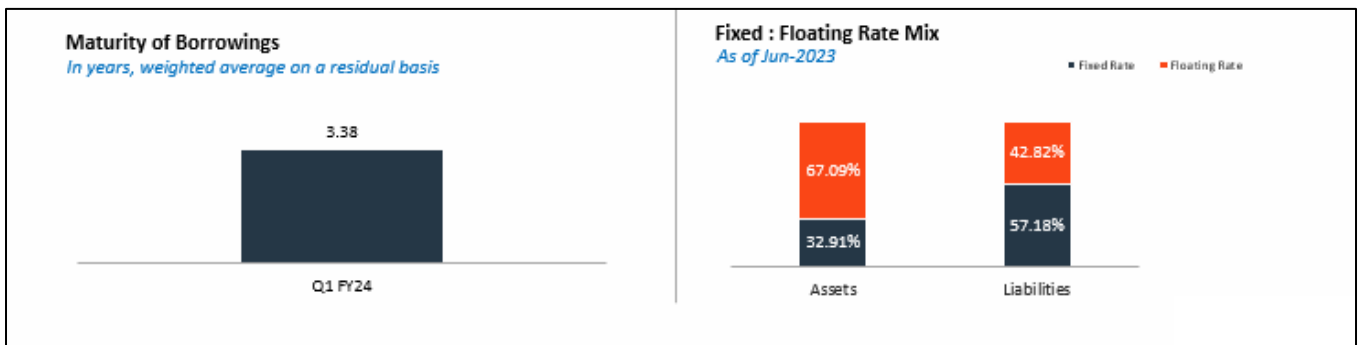 Maturity of Borrowings
In years, weighted average on a residual basis
3.38
Q1 FY24
Fixed : Floating Rate Mix
As of Jun-2023
Fixed Rate Floating Rate
67.09% 42.82%
32.91% 57.18%
Assets Liabilities